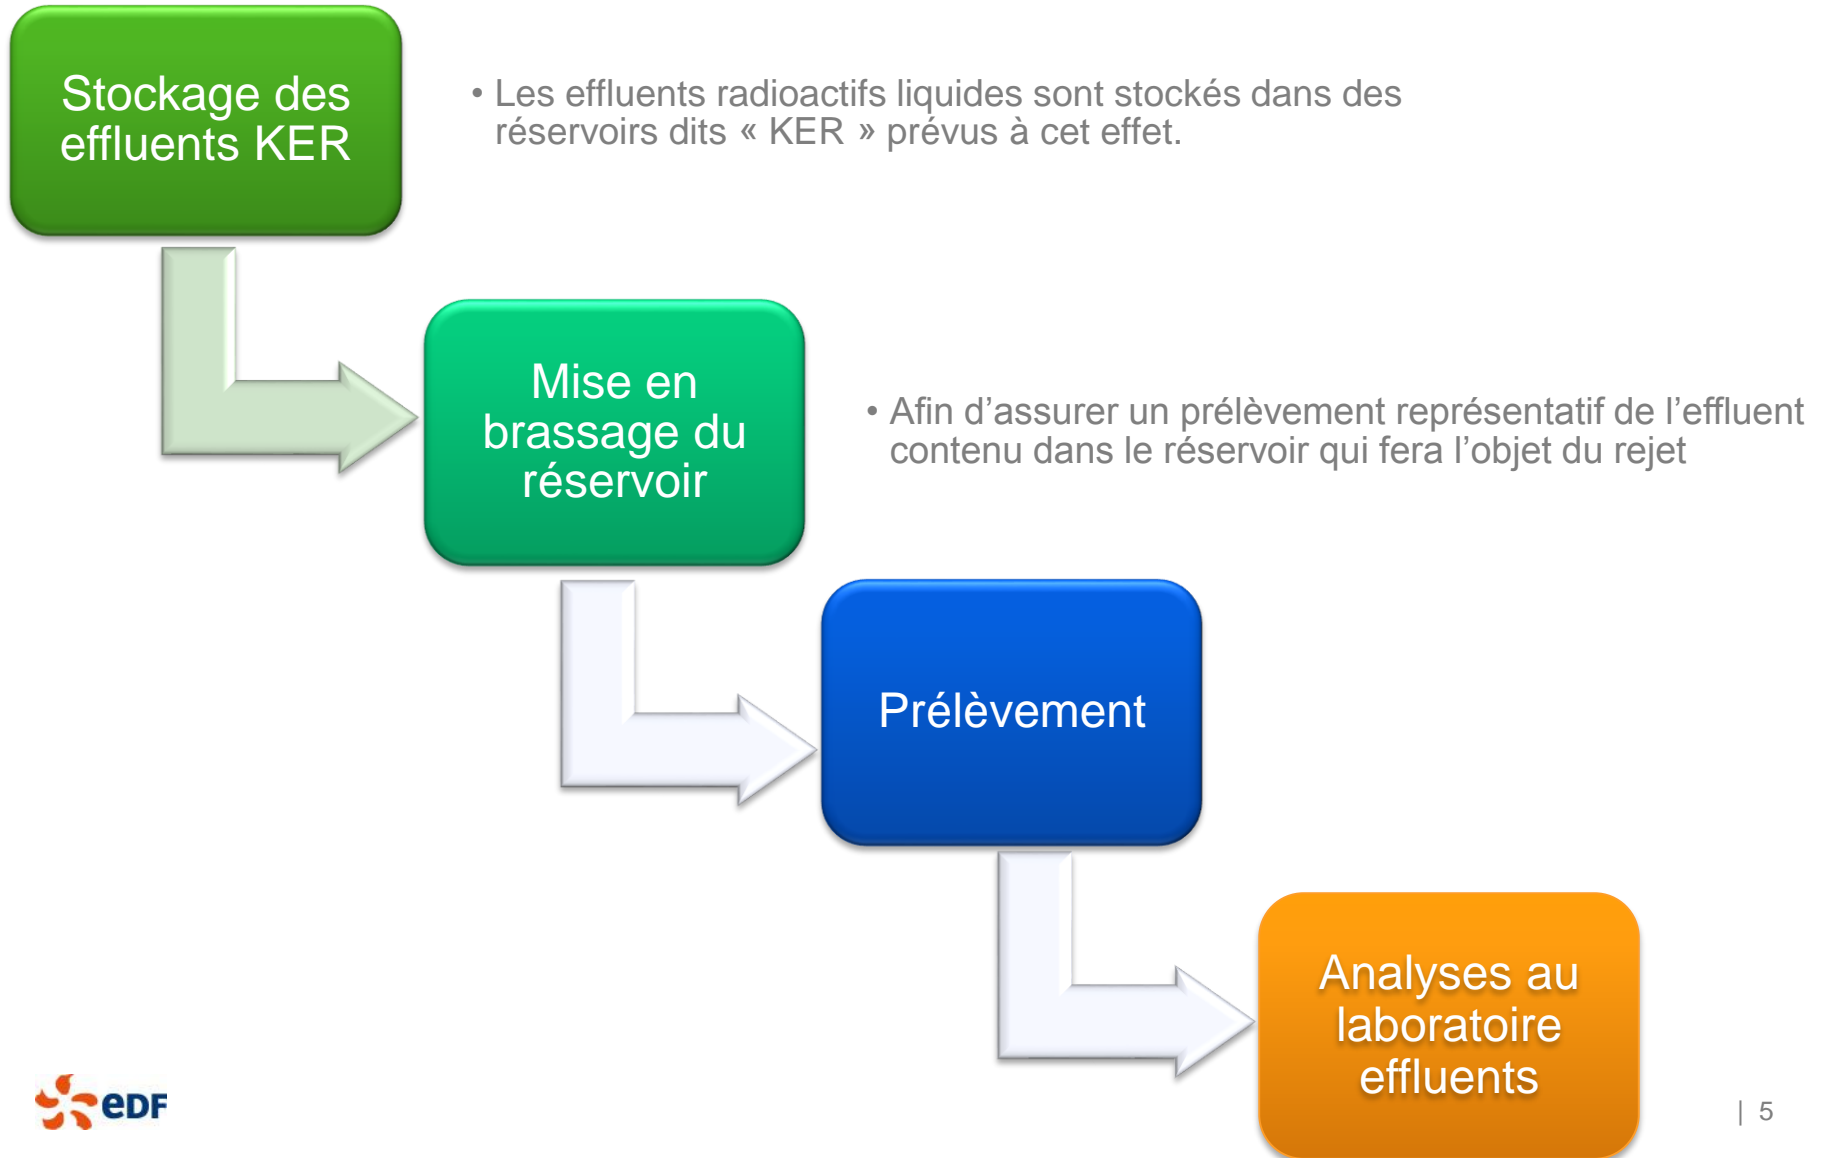 Stockage des
effluents KER
• Les effluents radioactifs liquides sont stockés dans des
réservoirs dits « KER » prévus à cet effet.
Mise en
brassage du
réservoir
• Afin d’assurer un prélèvement représentatif de l’effluent
contenu dans le réservoir qui fera l’objet du rejet
Prélèvement
Analyses au
laboratoire
effluents
eDF
| 5